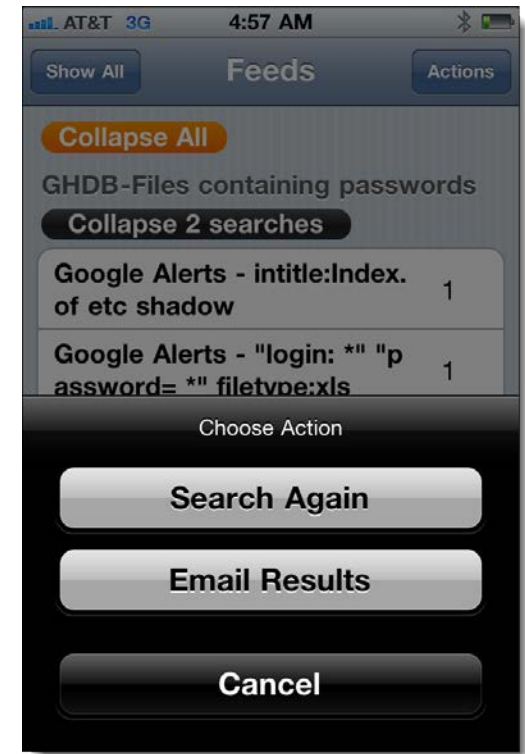 AT&T 3G 4:57 AM
Show All Feeds Actions
Collapse All
GHDB-Files containing passwords
Collapse 2 searches
Google Alerts - intitle:Index.
of etc shadow 1
Google Alerts - "login: *" "p
assword= *" filetype:xls 1
Choose Action
Search Again
Email Results
Cancel